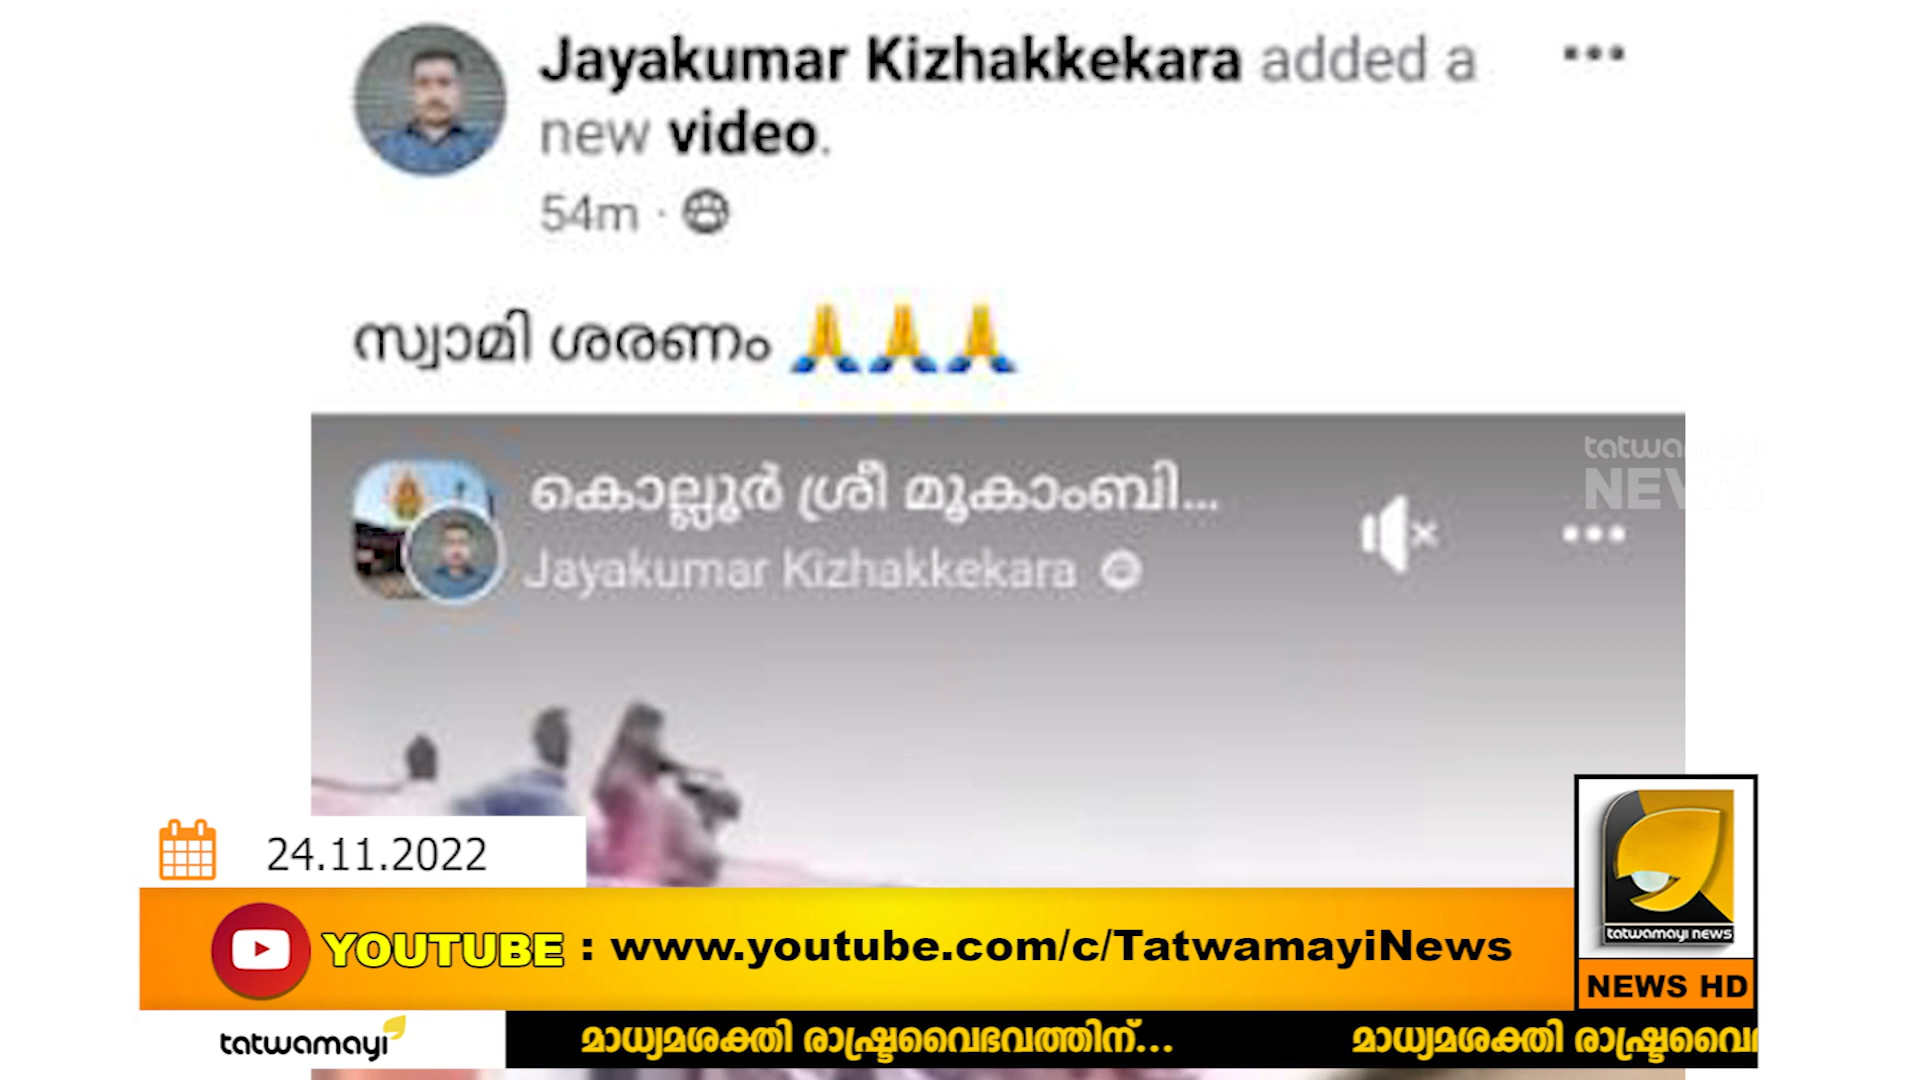 Jayakumar Kizhakkekara added a
new video.
54m ·
സ്വാമി ശരണം 🙏🙏🙏
tatwamayi
NEWS
കൊല്ലൂർ ശ്രീ മൂകാംബി...
Jayakumar Kizhakkekara
24.11.2022
YOUTUBE : www.youtube.com/c/TatwamayiNews
tatwamayi news
NEWS HD
tatwamayi
മാധ്യമശക്തി രാഷ്ട്രവൈഭവത്തിന്... മാധ്യമശക്തി രാഷ്ട്രവൈ